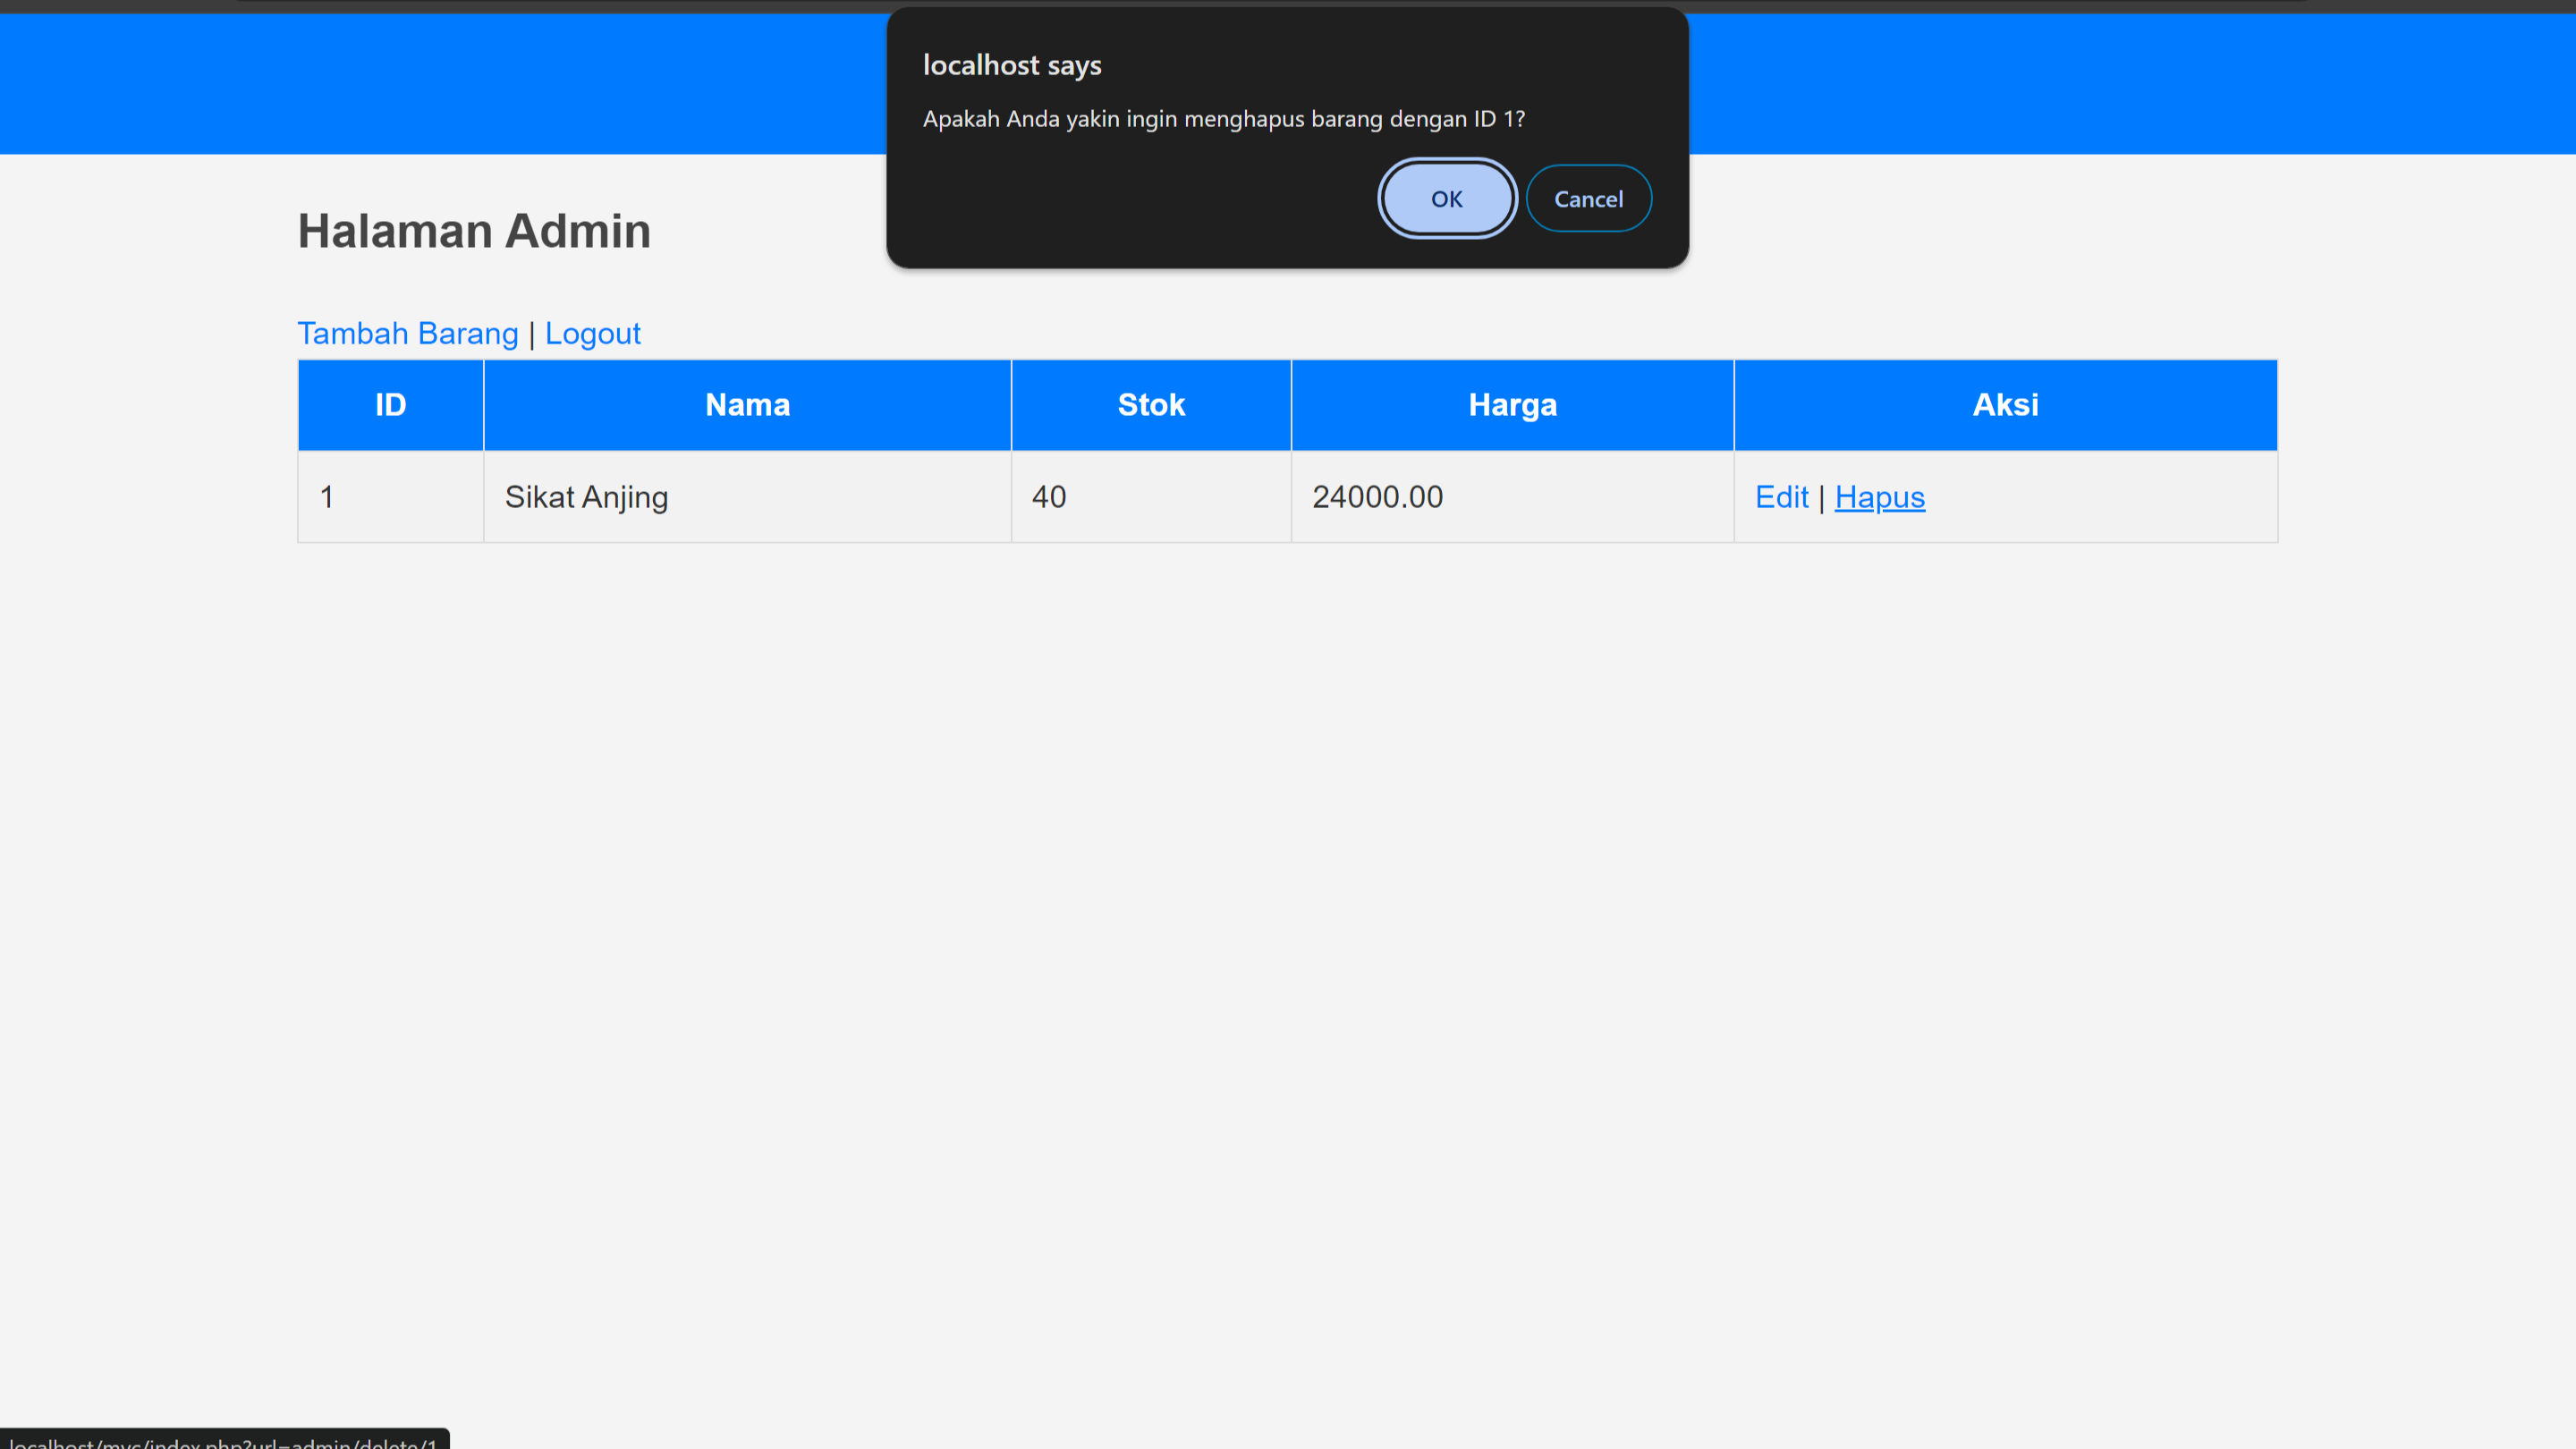 localhost says
Apakah Anda yakin ingin menghapus barang dengan ID 1?
OK Cancel
Halaman Admin
Tambah Barang | Logout
ID Nama Stok Harga Aksi
1 Sikat Anjing 40 24000.00 Edit | Hapus
localhost/mvc/index.php?url=admin/delete/1